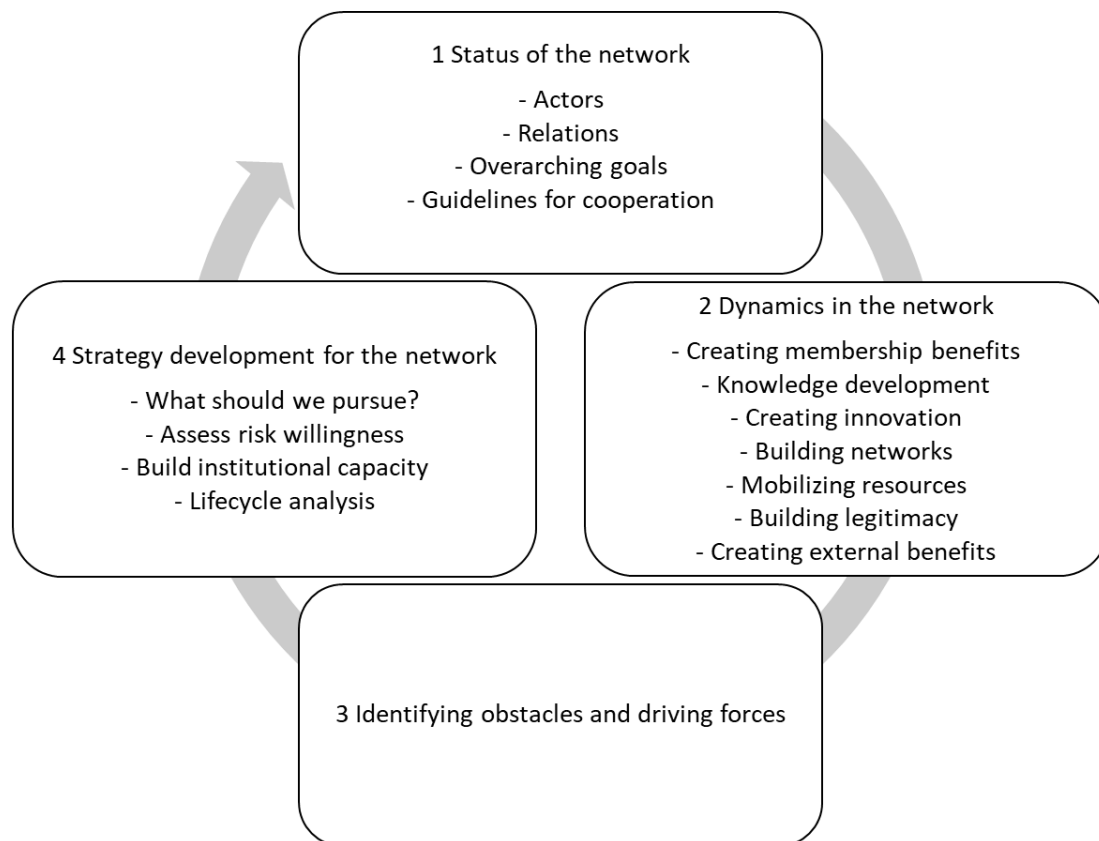 1 Status of the network
- Actors
- Relations
- Overarching goals
- Guidelines for cooperation
2 Dynamics in the network
- Creating membership benefits
- Knowledge development
- Creating innovation
- Building networks
- Mobilizing resources
- Building legitimacy
- Creating external benefits
3 Identifying obstacles and driving forces
4 Strategy development for the network
- What should we pursue?
- Assess risk willingness
- Build institutional capacity
- Lifecycle analysis